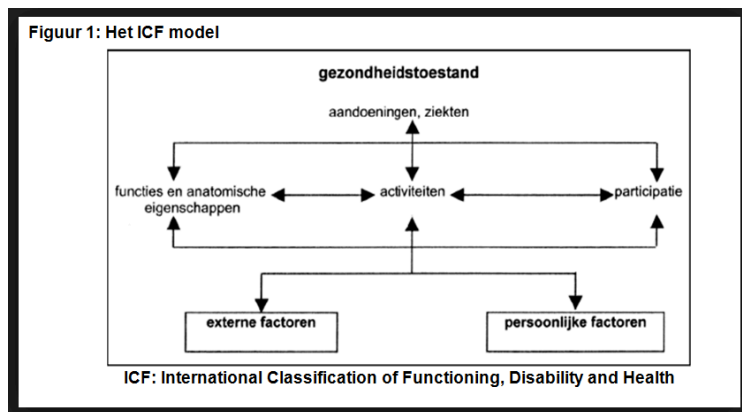 Figuur 1: Het ICF model
gezondheidstoestand
aandoeningen, ziekten
functies en anatomische
eigenschappen
activiteiten
participatie
externe factoren
persoonlijke factoren
ICF: International Classification of Functioning, Disability and Health